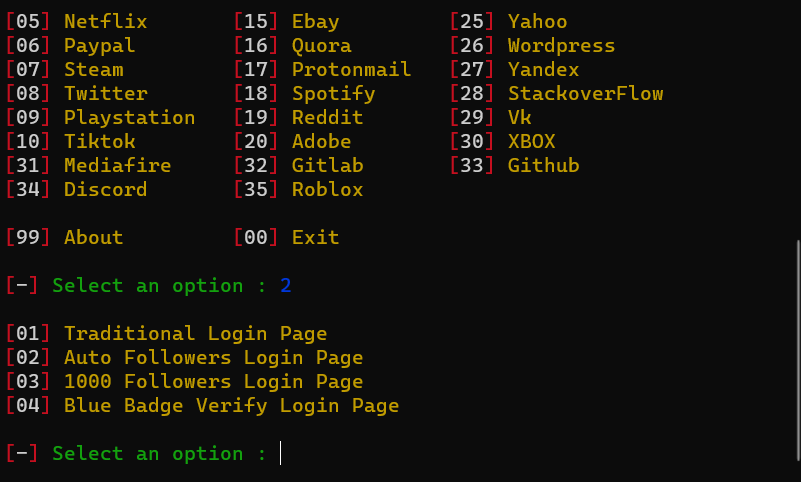 [05] Netflix [15] Ebay [25] Yahoo
[06] Paypal [16] Quora [26] Wordpress
[07] Steam [17] Protonmail [27] Yandex
[08] Twitter [18] Spotify [28] StackoverFlow
[09] Playstation [19] Reddit [29] Vk
[10] Tiktok [20] Adobe [30] XBOX
[31] Mediafire [32] Gitlab [33] Github
[34] Discord [35] Roblox
[99] About [00] Exit
[-] Select an option : 2
[01] Traditional Login Page
[02] Auto Followers Login Page
[03] 1000 Followers Login Page
[04] Blue Badge Verify Login Page
[-] Select an option :